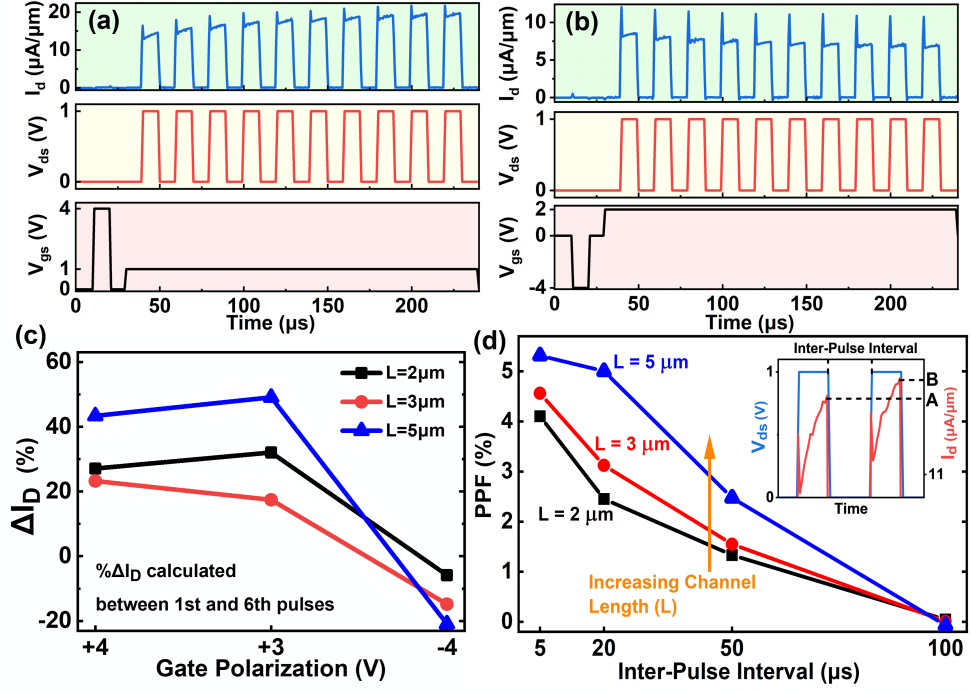 (a)
I_d (μA/μm)
20
15
10
5
0
V_ds (V)
1
0
V_gs (V)
4
1
0
0 50 100 150 200
Time (μs)
(b)
I_d (μA/μm)
10
5
0
V_ds (V)
1
0
V_gs (V)
2
0
-4
0 50 100 150 200
Time (μs)
(c)
ΔI_D (%)
60
40
20
0
-20
L=2μm
L=3μm
L=5μm
%ΔI_D calculated
between 1st and 6th pulses
+4 +3 -4
Gate Polarization (V)
(d)
PPF (%)
6
5
4
3
2
1
0
L = 5 μm
L = 3 μm
L = 2 μm
Increasing Channel
Length (L)
Inter-Pulse Interval
V_ds (V)
1
0
B
A
I_d (μA/μm)
11
Time
5 20 50 100
Inter-Pulse Interval (μs)